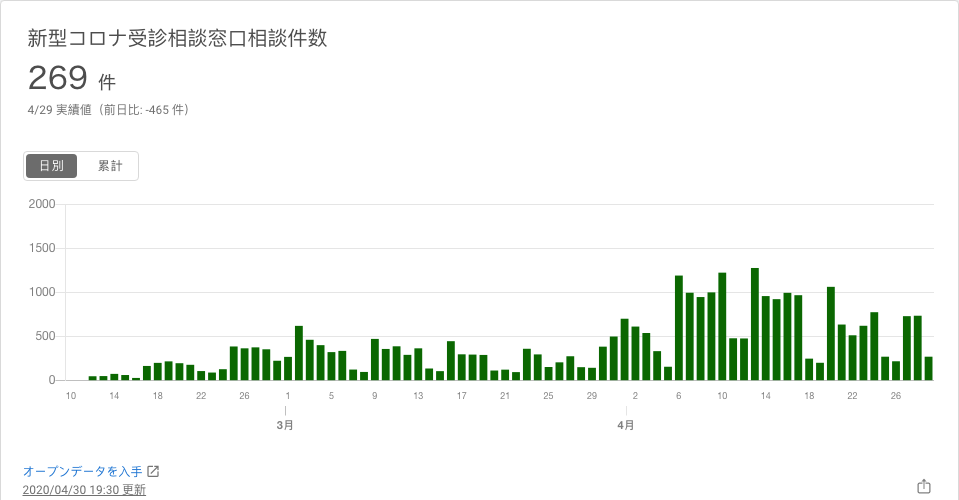 新型コロナ受診相談窓口相談件数
269 件
4/29 実績値（前日比: -465 件）
日別 累計
2000
1500
1000
500
0
10 14 18 22 26 1 5 9 13 17 21 25 29 2 6 10 14 18 22 26
3月 4月
オープンデータを入手
2020/04/30 19:30 更新